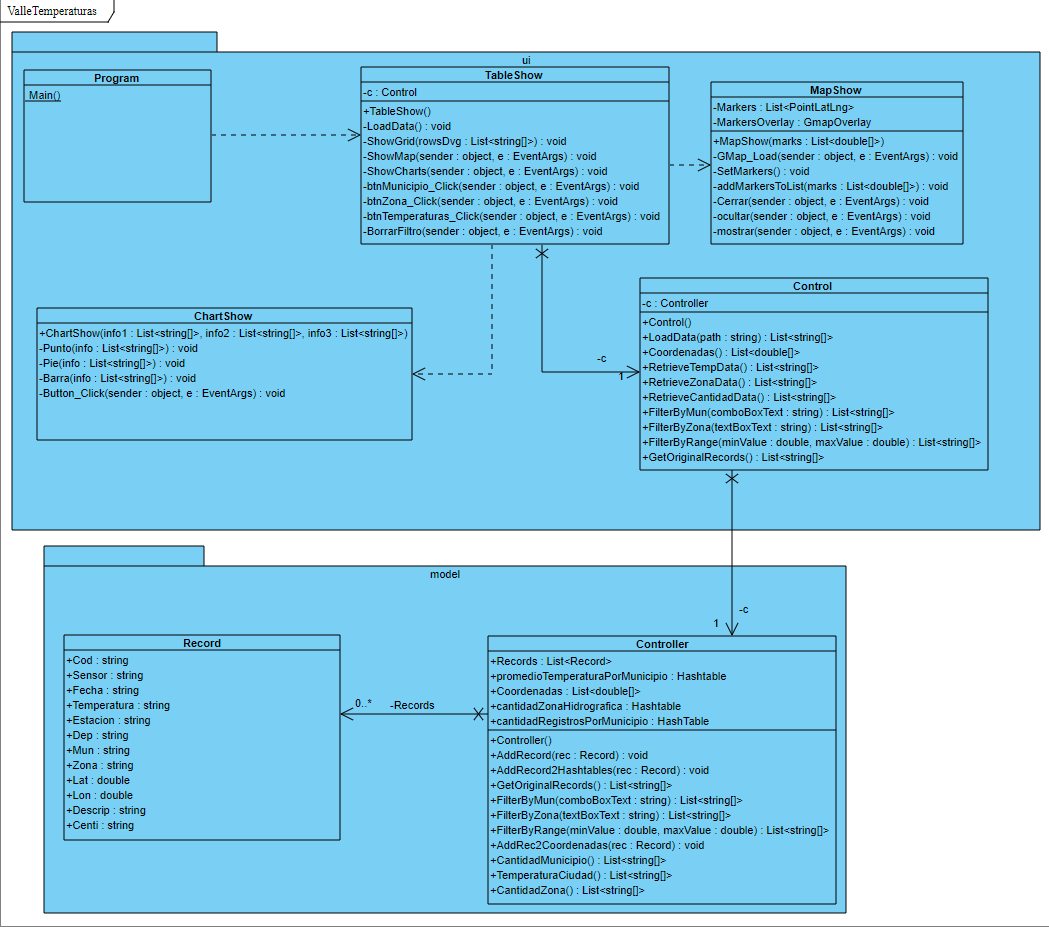 ValleTemperaturas
ui
Program
Main()
TableShow
-c : Control
+TableShow()
-LoadData() : void
-ShowGrid(rowsDvg : List<string[]>) : void
-ShowMap(sender : object, e : EventArgs) : void
-ShowCharts(sender : object, e : EventArgs) : void
-btnMunicipio_Click(sender : object, e : EventArgs) : void
-btnZona_Click(sender : object, e : EventArgs) : void
-btnTemperaturas_Click(sender : object, e : EventArgs) : void
-BorrarFiltro(sender : object, e : EventArgs) : void
MapShow
-Markers : List<PointLatLng>
-MarkersOverlay : GmapOverlay
+MapShow(marks : List<double[]>)
-GMap_Load(sender : object, e : EventArgs) : void
-SetMarkers() : void
-addMarkersToList(marks : List<double[]>) : void
-Cerrar(sender : object, e : EventArgs) : void
-ocultar(sender : object, e : EventArgs) : void
-mostrar(sender : object, e : EventArgs) : void
ChartShow
+ChartShow(info1 : List<string[]>, info2 : List<string[]>, info3 : List<string[]>)
-Punto(info : List<string[]>) : void
-Pie(info : List<string[]>) : void
-Barra(info : List<string[]>) : void
-Button_Click(sender : object, e : EventArgs) : void
-c
1
Control
-c : Controller
+Control()
+LoadData(path : string) : List<string[]>
+Coordenadas() : List<double[]>
+RetrieveTempData() : List<string[]>
+RetrieveZonaData() : List<string[]>
+RetrieveCantidadData() : List<string[]>
+FilterByMun(comboBoxText : string) : List<string[]>
+FilterByZona(textBoxText : string) : List<string[]>
+FilterByRange(minValue : double, maxValue : double) : List<string[]>
+GetOriginalRecords() : List<string[]>
model
-c
1
Record
+Cod : string
+Sensor : string
+Fecha : string
+Temperatura : string
+Estacion : string
+Dep : string
+Mun : string
+Zona : string
+Lat : double
+Lon : double
+Descrip : string
+Centi : string
0..*
-Records
Controller
+Records : List<Record>
+promedioTemperaturaPorMunicipio : Hashtable
+Coordenadas : List<double[]>
+cantidadZonaHidrografica : Hashtable
+cantidadRegistrosPorMunicipio : HashTable
+Controller()
+AddRecord(rec : Record) : void
+AddRecord2Hashtables(rec : Record) : void
+GetOriginalRecords() : List<string[]>
+FilterByMun(comboBoxText : string) : List<string[]>
+FilterByZona(textBoxText : string) : List<string[]>
+FilterByRange(minValue : double, maxValue : double) : List<string[]>
+AddRec2Coordenadas(rec : Record) : void
+CantidadMunicipio() : List<string[]>
+TemperaturaCiudad() : List<string[]>
+CantidadZona() : List<string[]>